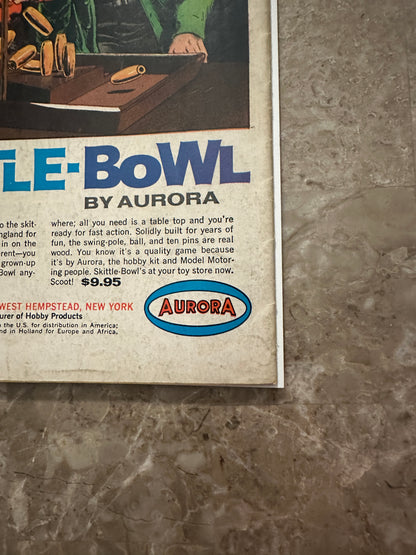 TLE-BOWL
BY AURORA
to the skit-
ngland for
in on the
rent—you
grown-up
Bowl any-
where; all you need is a table top and you're
ready for fast action. Solidly built for years of
fun, the swing-pole, ball, and ten pins are real
wood. You know it's a quality game because
it's by Aurora, the hobby kit and Model Motor-
ing people. Skittle-Bowl's at your toy store now.
Scoot! $9.95
WEST HEMPSTEAD, NEW YORK
urer of Hobby Products
n the U.S. for distribution in America;
nd in Holland for Europe and Africa.
AURORA